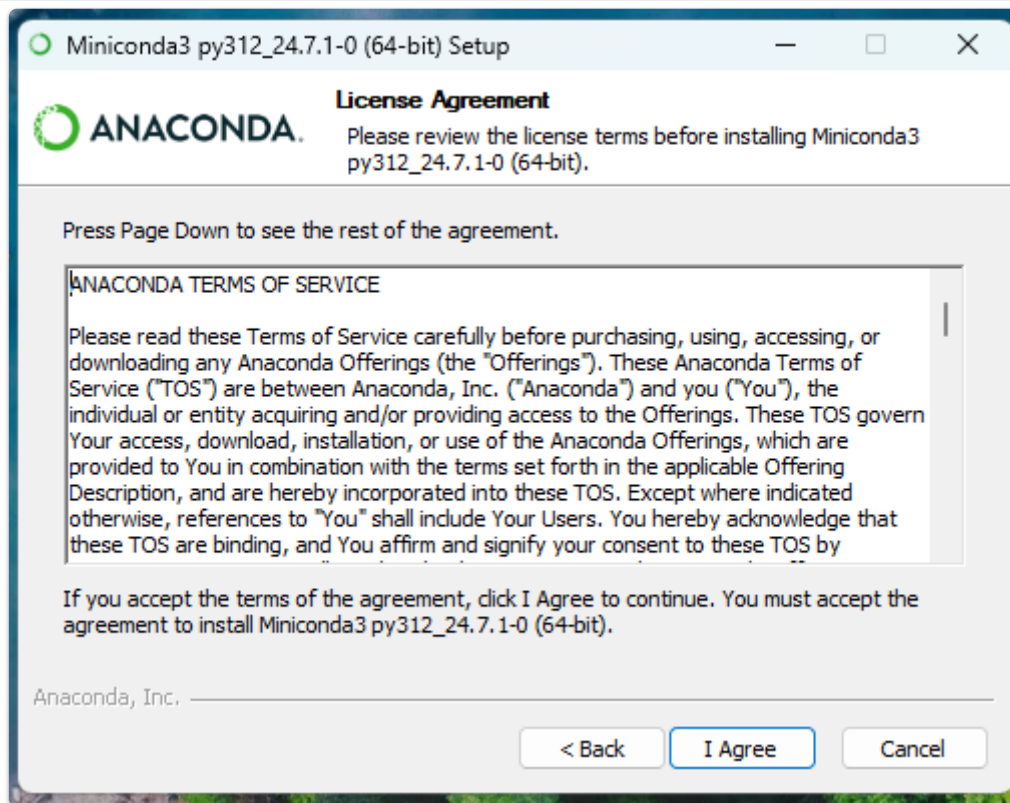 Miniconda3 py312_24.7.1-0 (64-bit) Setup
ANACONDA.
License Agreement
Please review the license terms before installing Miniconda3
py312_24.7.1-0 (64-bit).
Press Page Down to see the rest of the agreement.
ANACONDA TERMS OF SERVICE
Please read these Terms of Service carefully before purchasing, using, accessing, or
downloading any Anaconda Offerings (the "Offerings"). These Anaconda Terms of
Service ("TOS") are between Anaconda, Inc. ("Anaconda") and you ("You"), the
individual or entity acquiring and/or providing access to the Offerings. These TOS govern
Your access, download, installation, or use of the Anaconda Offerings, which are
provided to You in combination with the terms set forth in the applicable Offering
Description, and are hereby incorporated into these TOS. Except where indicated
otherwise, references to "You" shall include Your Users. You hereby acknowledge that
these TOS are binding, and You affirm and signify your consent to these TOS by
If you accept the terms of the agreement, click I Agree to continue. You must accept the
agreement to install Miniconda3 py312_24.7.1-0 (64-bit).
Anaconda, Inc.
< Back
I Agree
Cancel